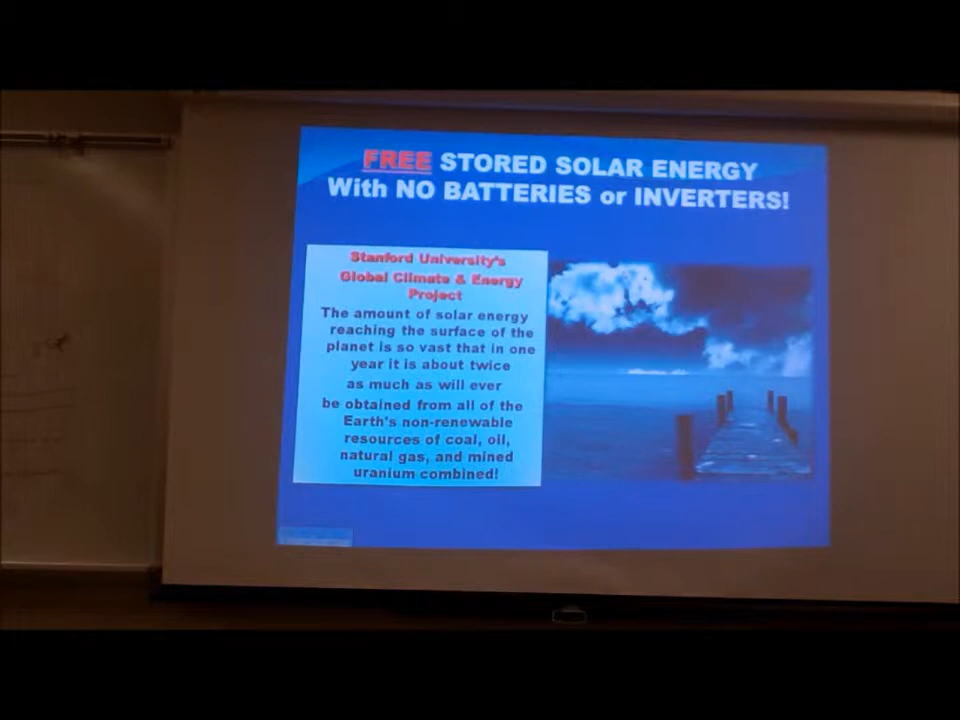 FREE STORED SOLAR ENERGY
With NO BATTERIES or INVERTERS!
Stanford University's
Global Climate & Energy
Project
The amount of solar energy
reaching the surface of the
planet is so vast that in one
year it is about twice
as much as will ever
be obtained from all of the
Earth's non-renewable
resources of coal, oil,
natural gas, and mined
uranium combined!